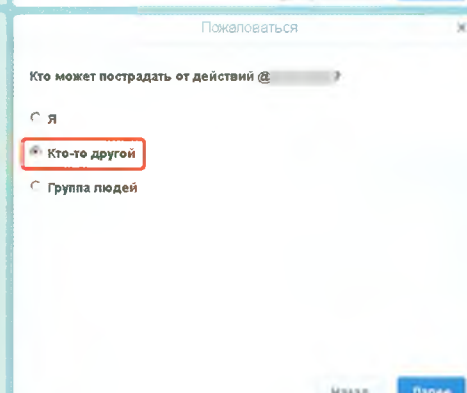 Пожаловаться ×
Кто может пострадать от действий @ ?
Я
Кто-то другой
Группа людей
Назад Далее